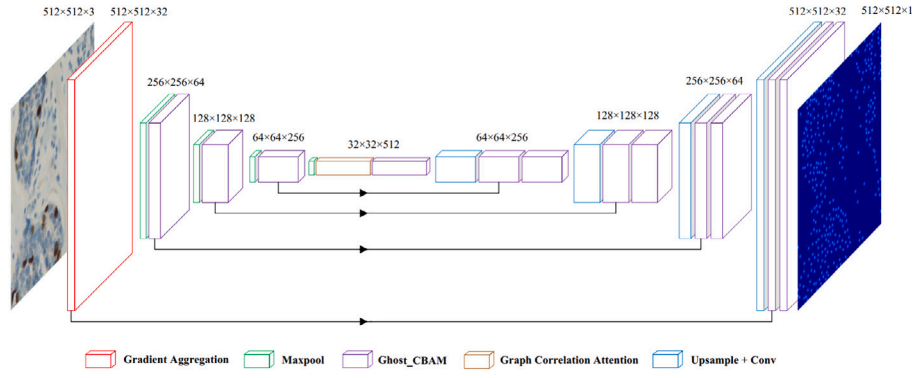 512×512×3
512×512×32
256×256×64
128×128×128
64×64×256
32×32×512
64×64×256
128×128×128
256×256×64
512×512×32
512×512×1
Gradient Aggregation
Maxpool
Ghost_CBAM
Graph Correlation Attention
Upsample + Conv